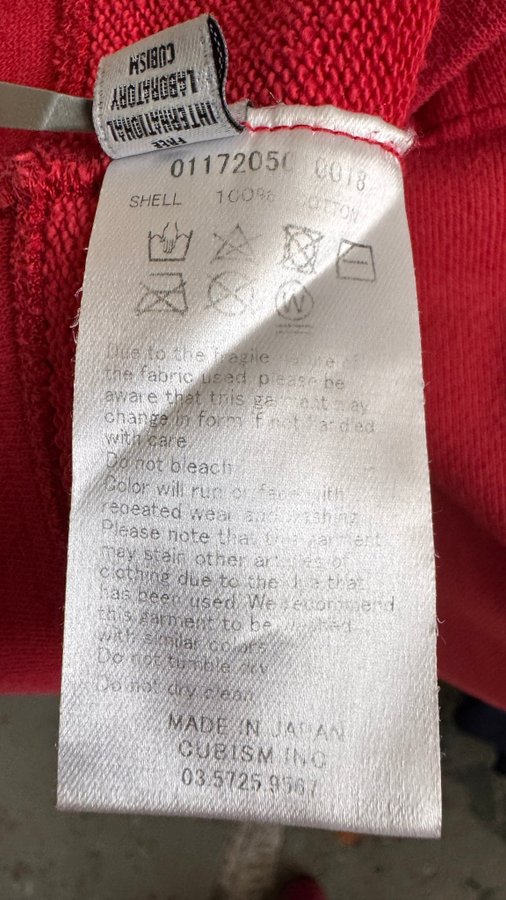 CUBISM
LABORATORY
INTERNATIONAL
FREE
0117205 0018
SHELL 100% COTTON
W
Due to the fragile nature of
the fabric used please be
aware that this garment may
change in form if not handled
with care
Do not bleach
Color will run or fade with
repeated wear and washing
Please note that this garment
may stain other articles of
clothing due to the dye that
has been used We recommend
this garment to be washed
with similar colors
Do not tumble dry
Do not dry clean
MADE IN JAPAN
CUBISM INC
03.5725.9567